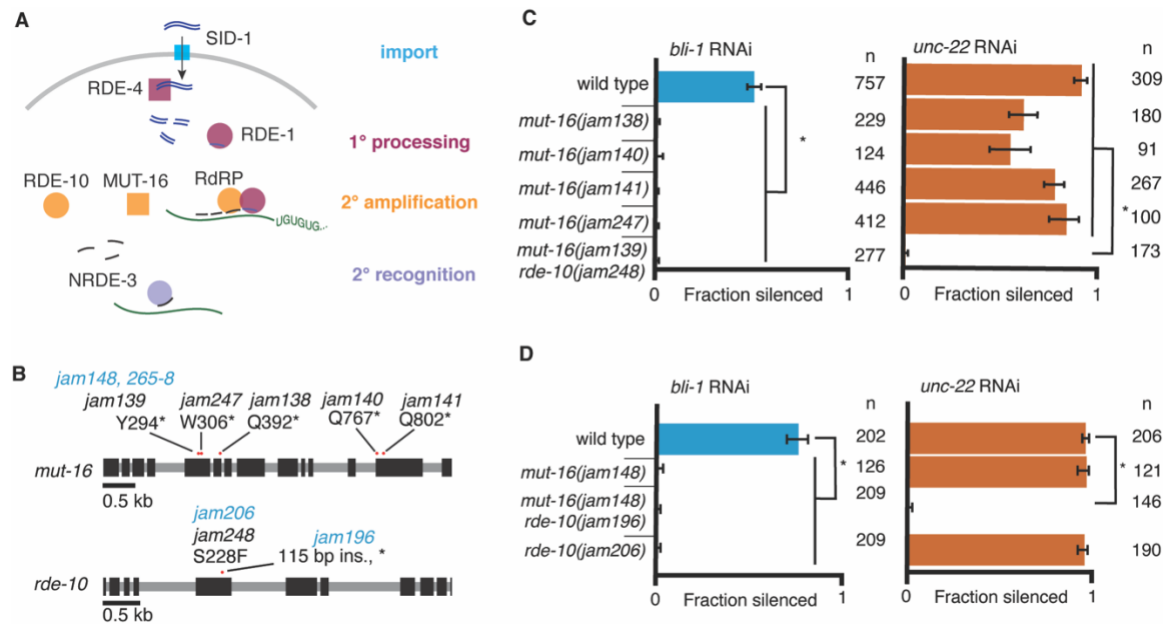 A
SID-1
import
RDE-4
RDE-1
1° processing
RDE-10 MUT-16 RdRP
2° amplification
UGUGUG...
NRDE-3
2° recognition
B
jam148, 265-8
jam139 jam247 jam138 jam140 jam141
Y294* W306* Q392* Q767* Q802*
mut-16
0.5 kb
jam206
jam248 jam196
S228F 115 bp ins., *
rde-10
0.5 kb
C
bli-1 RNAi n unc-22 RNAi n
wild type 757 309
mut-16(jam138) 229 180
mut-16(jam140) 124 91
mut-16(jam141) 446 267
mut-16(jam247) 412 100
mut-16(jam139)
rde-10(jam248) 277 173
* *
0 Fraction silenced 1 0 Fraction silenced 1
D
bli-1 RNAi n unc-22 RNAi n
wild type 202 206
mut-16(jam148) 126 121
mut-16(jam148)
rde-10(jam196) 209 146
rde-10(jam206) 209 190
* *
0 Fraction silenced 1 0 Fraction silenced 1